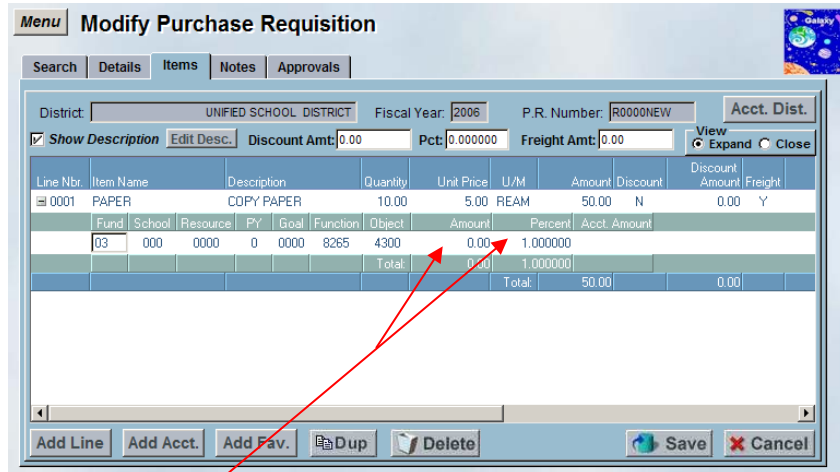 Menu Modify Purchase Requisition
Galaxy
Search Details Items Notes Approvals
District: UNIFIED SCHOOL DISTRICT Fiscal Year: 2006 P.R. Number: R0000NEW Acct. Dist.
Show Description Edit Desc. Discount Amt: 0.00 Pct: 0.000000 Freight Amt: 0.00 View Expand Close
Line Nbr. Item Name Description Quantity Unit Price U/M Amount Discount Discount Amount Freight
0001 PAPER COPY PAPER 10.00 5.00 REAM 50.00 N 0.00 Y
Fund School Resource PY Goal Function Object Amount Percent Acct. Amount
03 000 0000 0 0000 8265 4300 0.00 1.000000
Total: 0.00 1.000000
Total: 50.00 0.00
Add Line Add Acct. Add Fav. Dup Delete Save Cancel